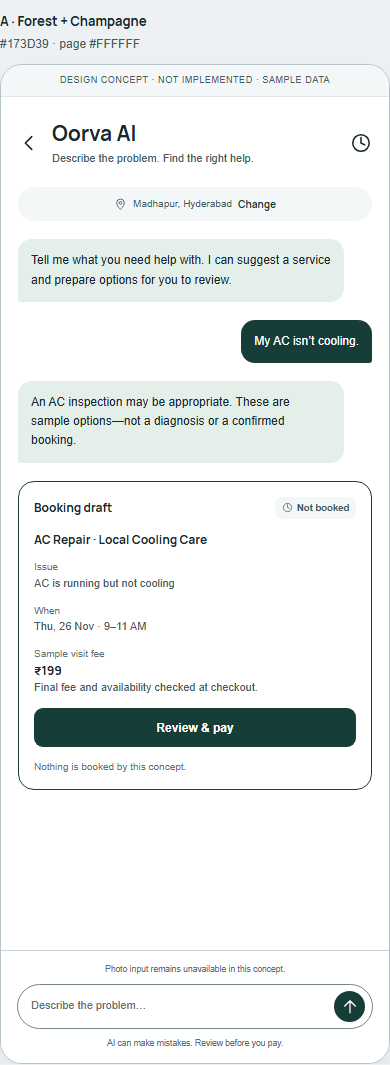 A · Forest + Champagne
#173D39 · page #FFFFFF
DESIGN CONCEPT · NOT IMPLEMENTED · SAMPLE DATA
Oorva AI
Describe the problem. Find the right help.
Madhapur, Hyderabad Change
Tell me what you need help with. I can suggest a service
and prepare options for you to review.
My AC isn't cooling.
An AC inspection may be appropriate. These are
sample options—not a diagnosis or a confirmed
booking.
Booking draft
Not booked
AC Repair · Local Cooling Care
Issue
AC is running but not cooling
When
Thu, 26 Nov · 9–11 AM
Sample visit fee
₹199
Final fee and availability checked at checkout.
Review & pay
Nothing is booked by this concept.
Photo input remains unavailable in this concept.
Describe the problem...
AI can make mistakes. Review before you pay.